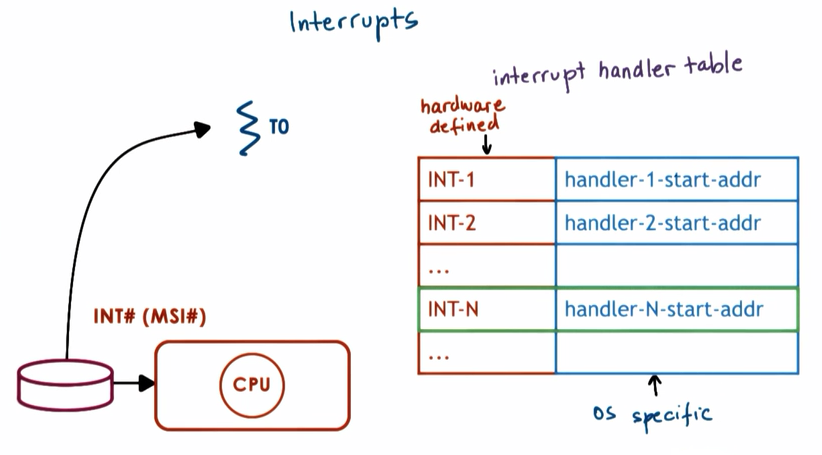 Interrupts
interrupt handler table
hardware
defined
T0
INT-1 handler-1-start-addr
INT-2 handler-2-start-addr
...
INT# (MSI#)
INT-N handler-N-start-addr
...
CPU
OS specific